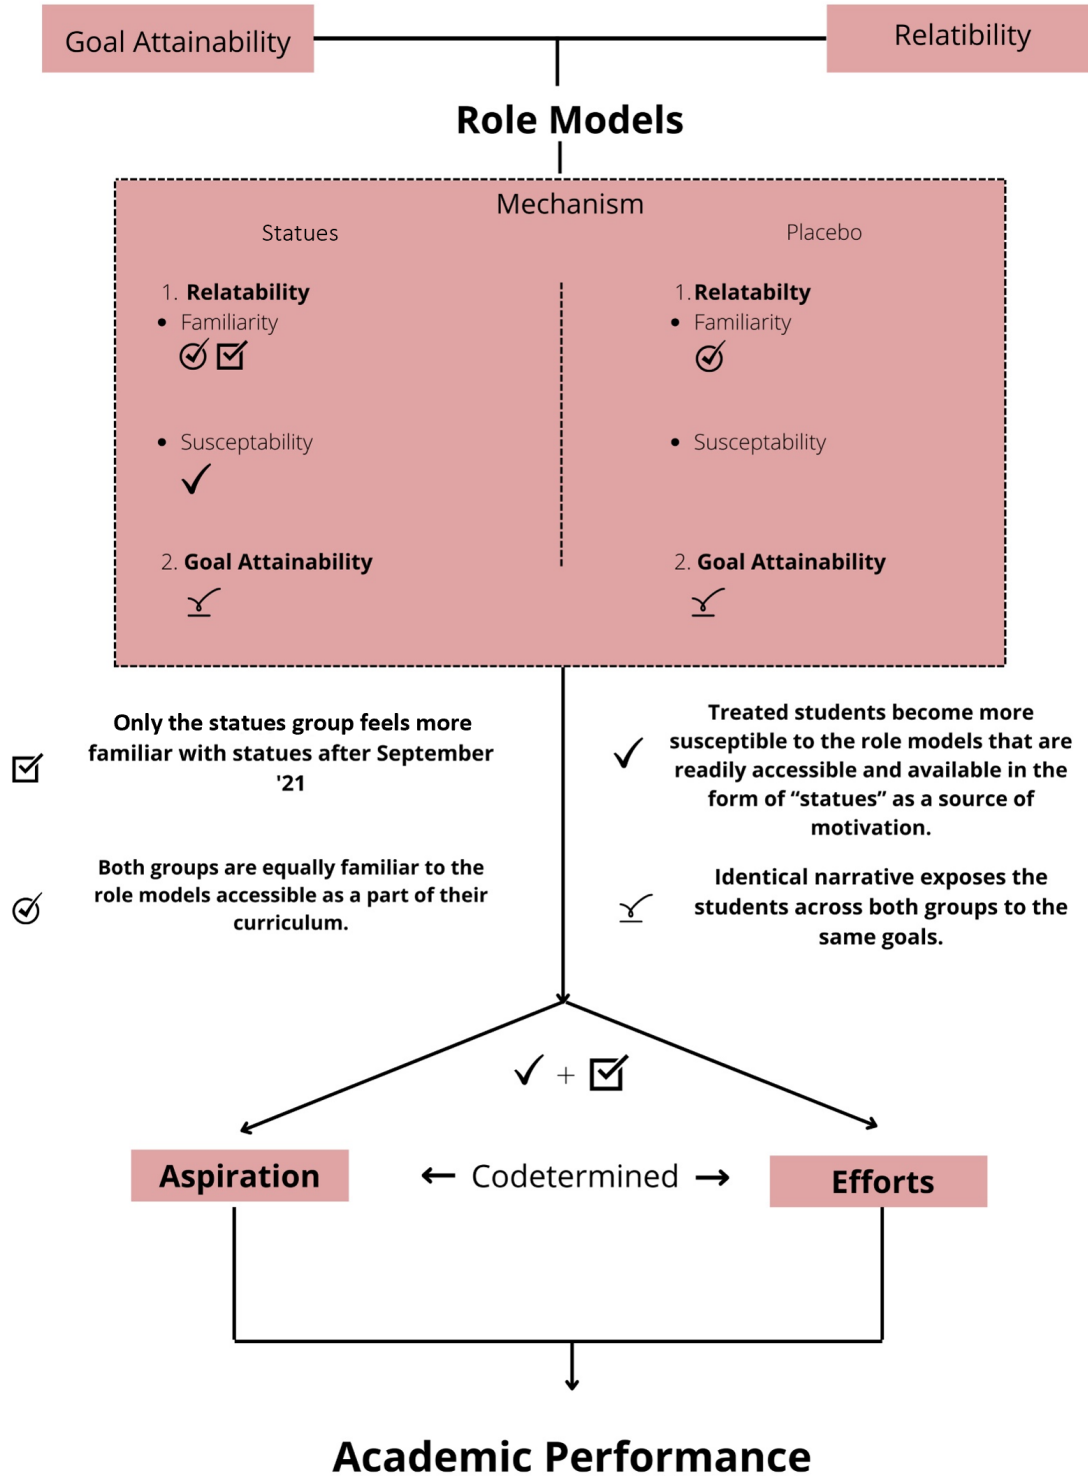 Goal Attainability
Relatibility
Role Models
Mechanism
Statues
Placebo
1. Relatability
• Familiarity
• Susceptability
2. Goal Attainability
1. Relatabilty
• Familiarity
• Susceptability
2. Goal Attainability
Only the statues group feels more
familiar with statues after September
'21
Both groups are equally familiar to the
role models accessible as a part of their
curriculum.
Treated students become more
susceptible to the role models that are
readily accessible and available in the
form of “statues” as a source of
motivation.
Identical narrative exposes the
students across both groups to the
same goals.
+
Aspiration
← Codetermined →
Efforts
Academic Performance